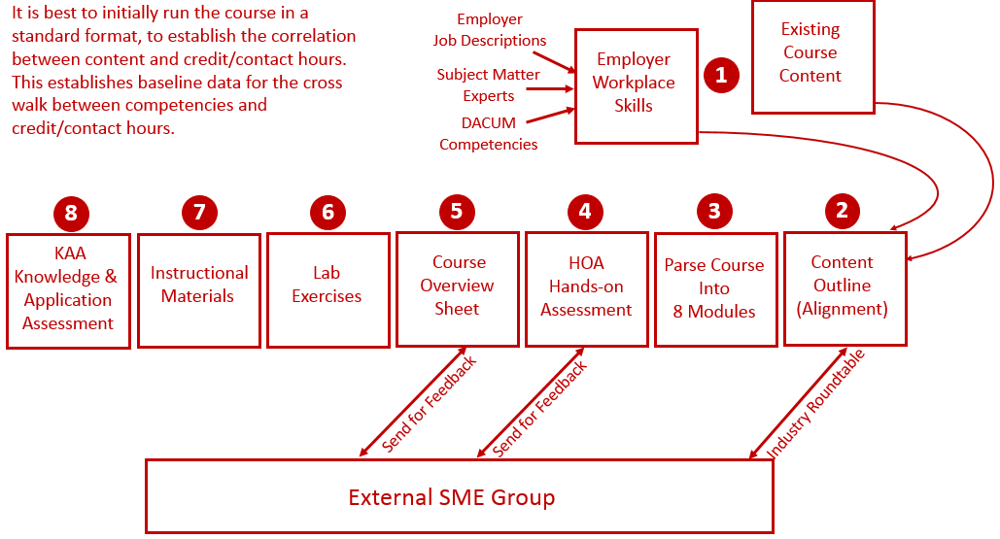 It is best to initially run the course in a
standard format, to establish the correlation
between content and credit/contact hours.
This establishes baseline data for the cross
walk between competencies and
credit/contact hours.
Employer
Job Descriptions
Subject Matter
Experts
DACUM
Competencies
Employer
Workplace
Skills
1
Existing
Course
Content
8
KAA
Knowledge &
Application
Assessment
7
Instructional
Materials
6
Lab
Exercises
5
Course
Overview
Sheet
4
HOA
Hands-on
Assessment
3
Parse Course
Into
8 Modules
2
Content
Outline
(Alignment)
Send for Feedback
Send for Feedback
Industry Roundtable
External SME Group